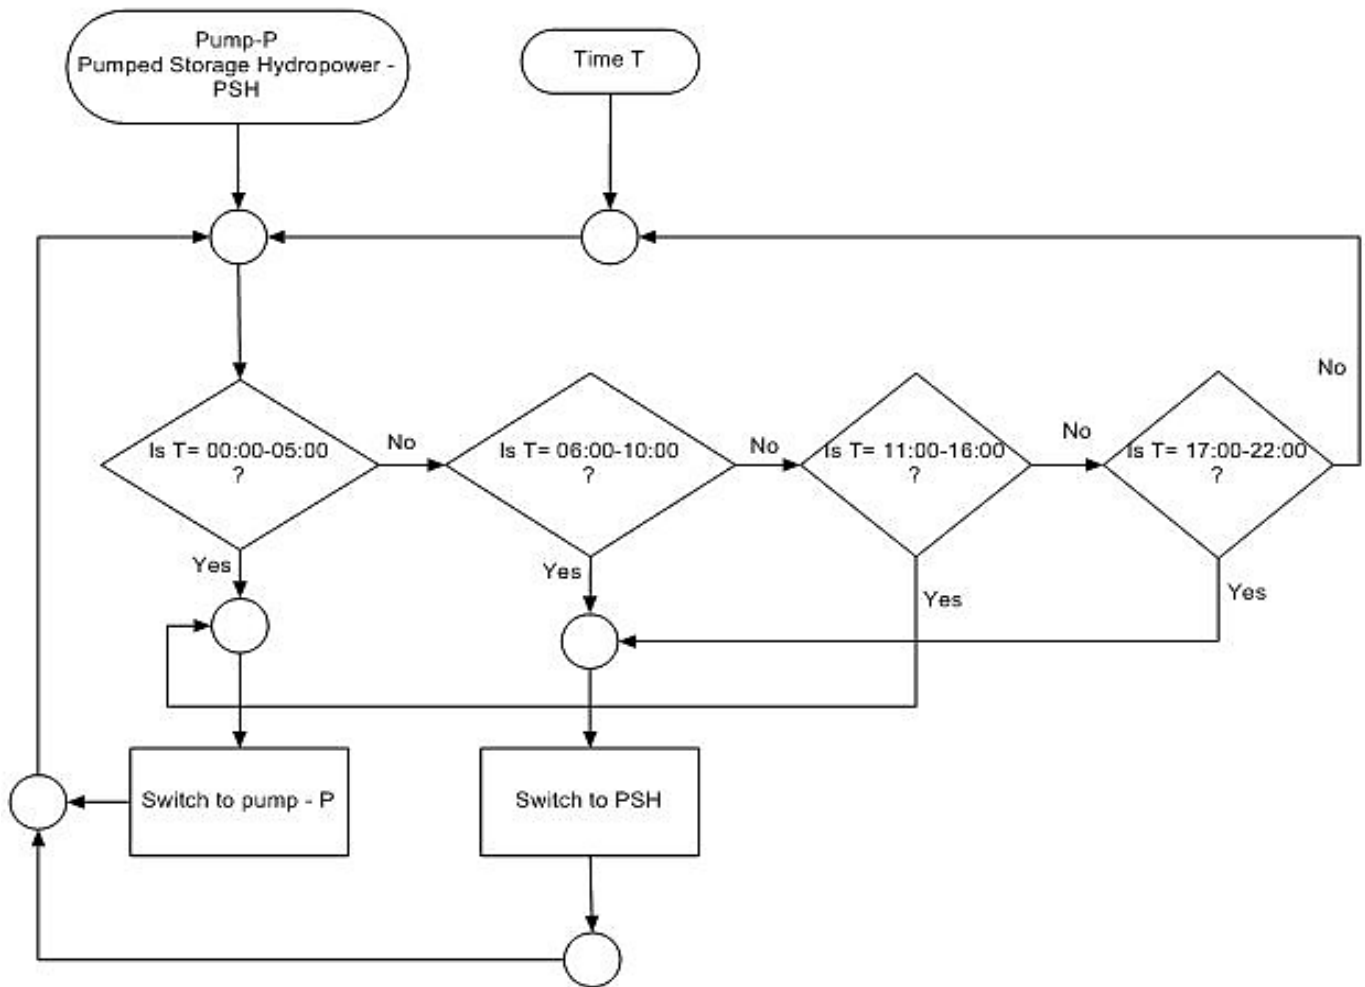 Pump-P
Pumped Storage Hydropower -
PSH
Time T
No
Is T= 00:00-05:00
?
No
Is T= 06:00-10:00
?
No
Is T= 11:00-16:00
?
No
Is T= 17:00-22:00
?
Yes
Yes
Yes
Yes
Switch to pump - P
Switch to PSH